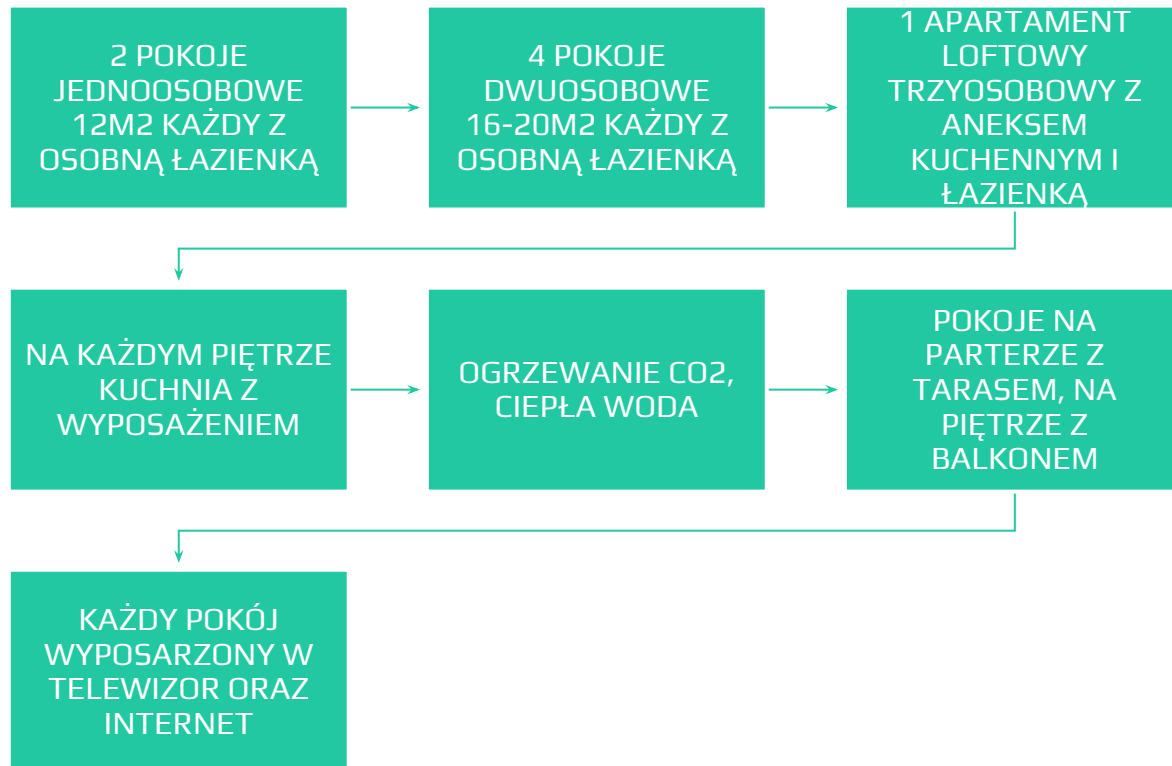 2 POKOJE
JEDNOOSOBOWE
12M2 KAŻDY Z
OSOBNĄ ŁAZIENKĄ
4 POKOJE
DWUOSOBOWE
16-20M2 KAŻDY Z
OSOBNĄ ŁAZIENKĄ
1 APARTAMENT
LOFTOWY
TRZYOSOBOWY Z
ANEKSEM
KUCHENNYM I
ŁAZIENKĄ
NA KAŻDYM PIĘTRZE
KUCHNIA Z
WYPOSAŻENIEM
OGRZEWANIE CO2,
CIEPŁA WODA
POKOJE NA
PARTERZE Z
TARASEM, NA
PIĘTRZE Z
BALKONEM
KAŻDY POKÓJ
WYPOSARZONY W
TELEWIZOR ORAZ
INTERNET